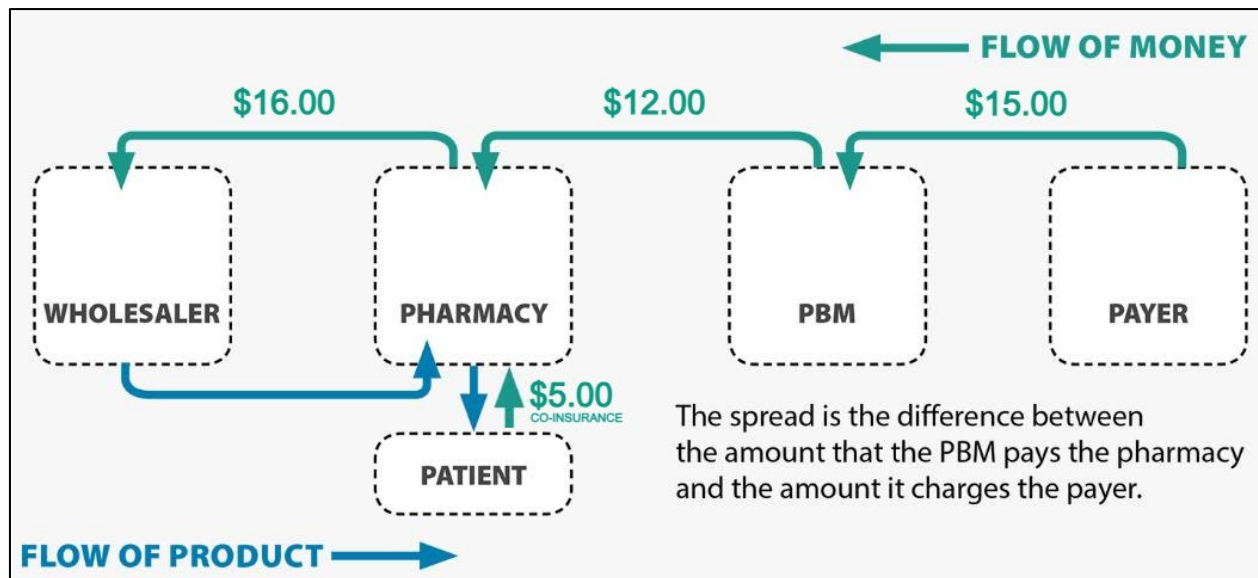 FLOW OF MONEY
$16.00
$12.00
$15.00
WHOLESALER
PHARMACY
PBM
PAYER
$5.00
CO-INSURANCE
PATIENT
The spread is the difference between
the amount that the PBM pays the pharmacy
and the amount it charges the payer.
FLOW OF PRODUCT